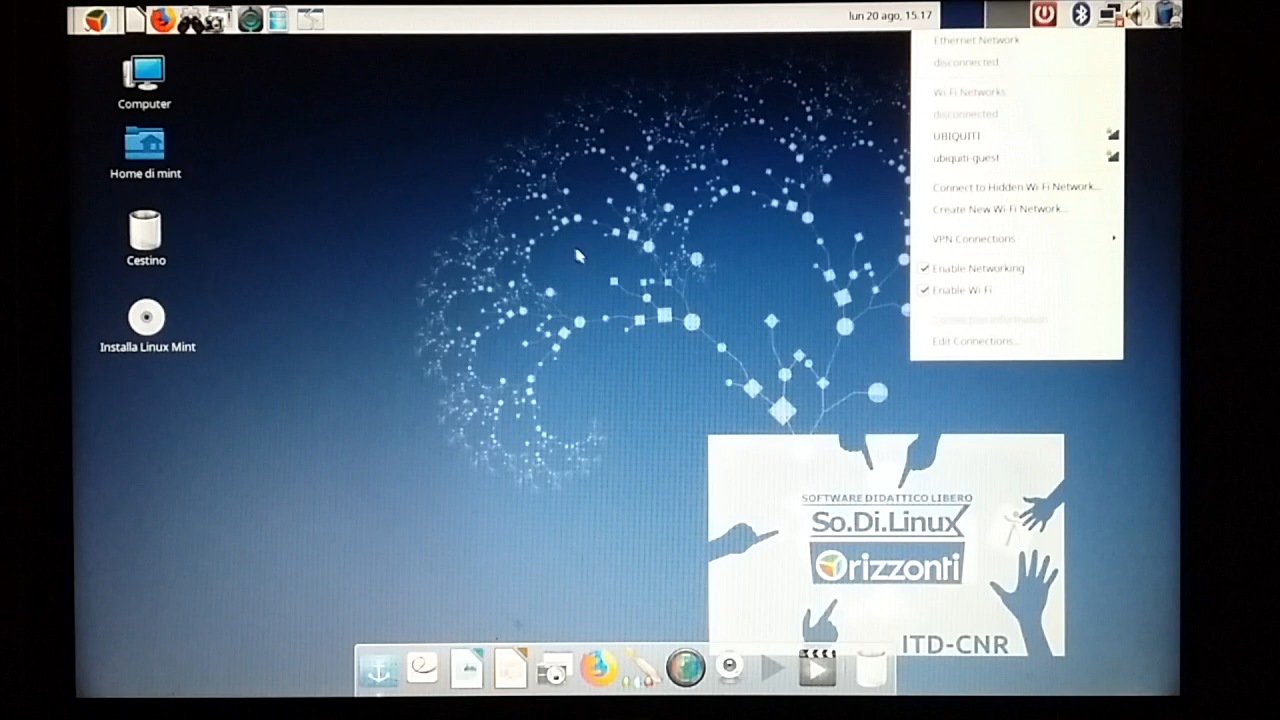 lun 20 ago, 15.17
Ethernet Network
disconnected
Wi-Fi Networks
disconnected
UBIQUITI
ubiquiti-guest
Connect to Hidden Wi-Fi Network...
Create New Wi-Fi Network...
VPN Connections
Enable Networking
Enable Wi-Fi
Connection Information
Edit Connections...
Computer
Home di mint
Cestino
Installa Linux Mint
SOFTWARE DIDATTICO LIBERO
So.Di.Linux
Orizzonti
ITD-CNR